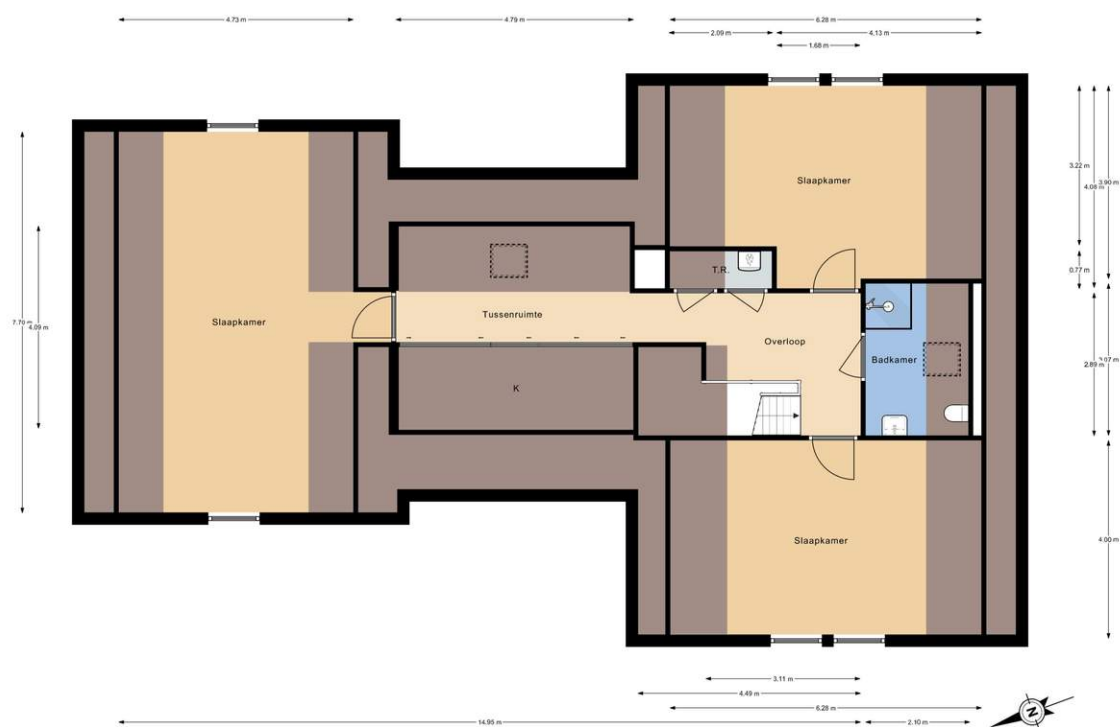 4.73 m
4.79 m
6.28 m
2.09 m
4.13 m
1.68 m
3.22 m
4.08 m
3.90 m
Slaapkamer
0.77 m
T.R.
7.70 m
4.09 m
Slaapkamer
Tussenruimte
Overloop
Badkamer
2.89 m
K
Slaapkamer
4.00 m
3.11 m
4.49 m
6.28 m
14.95 m
2.10 m
N